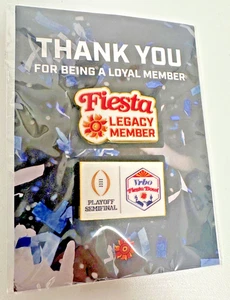 THANK YOU
FOR BEING A LOYAL MEMBER
Fiesta
LEGACY
MEMBER
PLAYOFF
SEMIFINAL
Vrbo
Fiesta Bowl